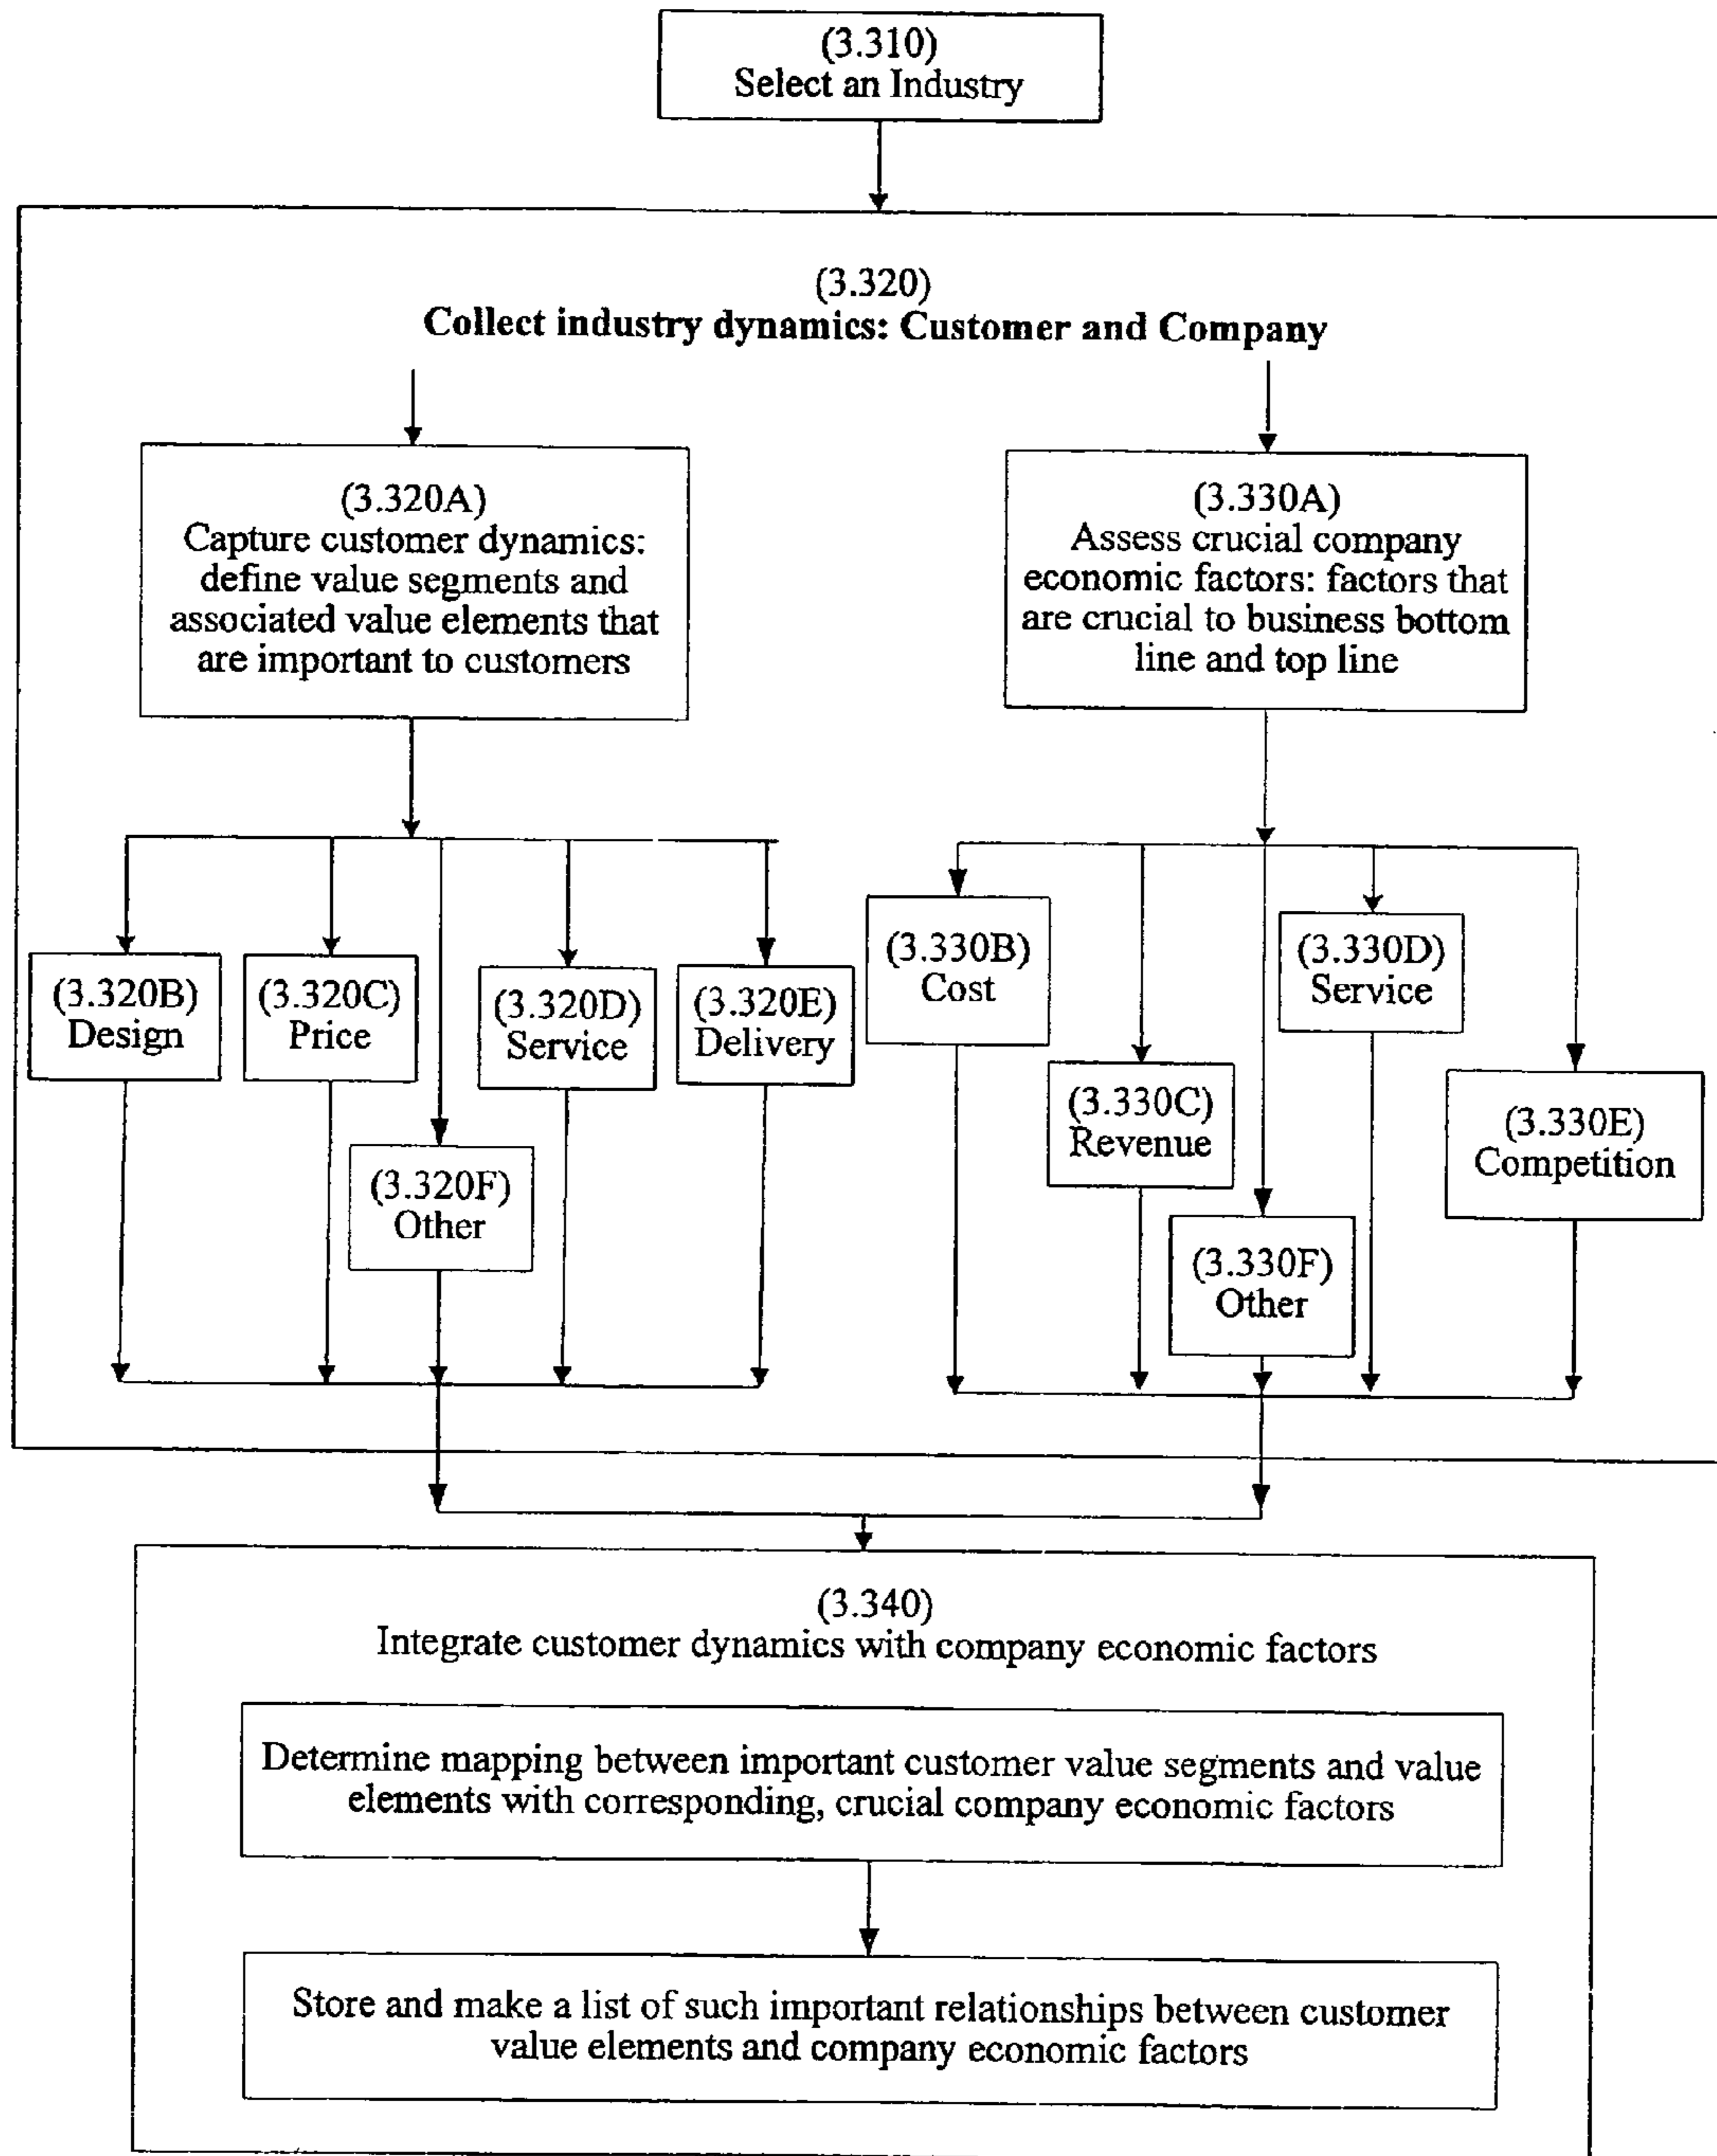 (3.310)
Select an Industry
(3.320)
Collect industry dynamics: Customer and Company
(3.320A)
Capture customer dynamics:
define value segments and
associated value elements that
are important to customers
(3.330A)
Assess crucial company
economic factors: factors that
are crucial to business bottom
line and top line
(3.320B)
Design
(3.320C)
Price
(3.320D)
Service
(3.320E)
Delivery
(3.320F)
Other
(3.330B)
Cost
(3.330C)
Revenue
(3.330D)
Service
(3.330E)
Competition
(3.330F)
Other
(3.340)
Integrate customer dynamics with company economic factors
Determine mapping between important customer value segments and value
elements with corresponding, crucial company economic factors
Store and make a list of such important relationships between customer
value elements and company economic factors